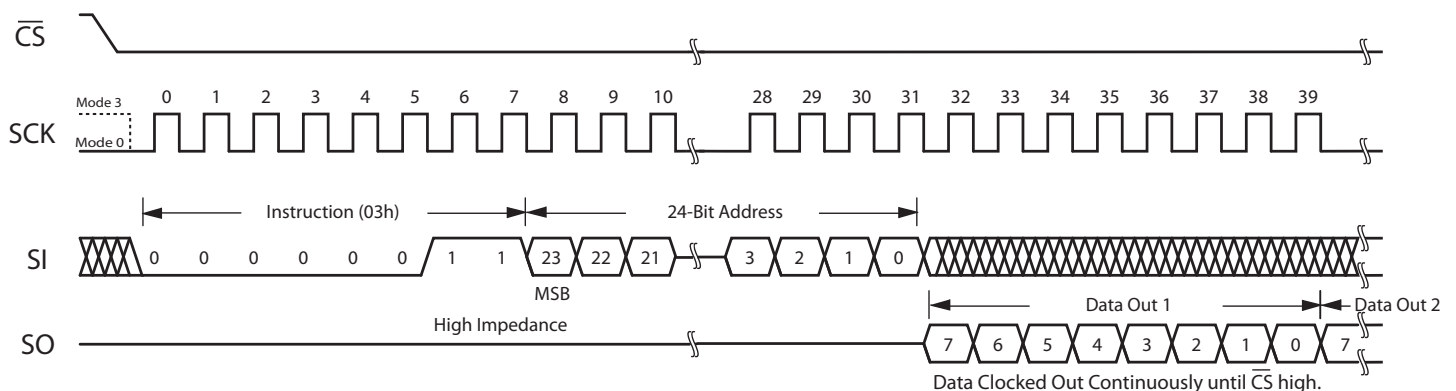 CS
SCK
Mode 3
Mode 0
0 1 2 3 4 5 6 7 8 9 10 28 29 30 31 32 33 34 35 36 37 38 39
Instruction (03h) 24-Bit Address
SI
0 0 0 0 0 0 1 1 23 22 21 3 2 1 0
MSB
Data Out 1 Data Out 2
High Impedance
SO
7 6 5 4 3 2 1 0 7
Data Clocked Out Continuously until CS high.